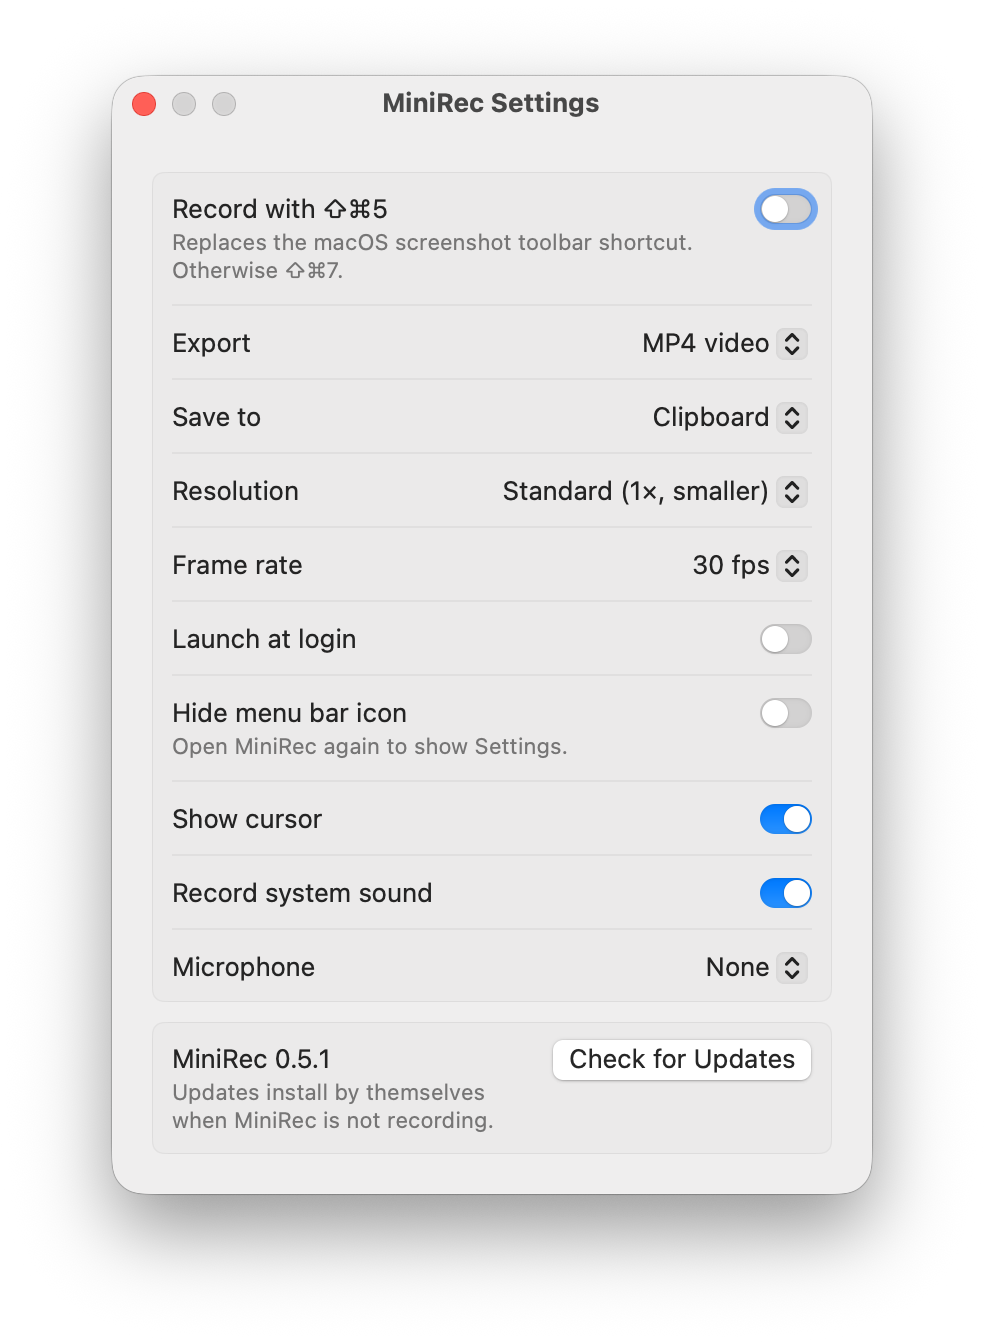 MiniRec Settings
Record with ⇧⌘5
Replaces the macOS screenshot toolbar shortcut.
Otherwise ⇧⌘7.
Export MP4 video
Save to Clipboard
Resolution Standard (1×, smaller)
Frame rate 30 fps
Launch at login
Hide menu bar icon
Open MiniRec again to show Settings.
Show cursor
Record system sound
Microphone None
MiniRec 0.5.1 Check for Updates
Updates install by themselves
when MiniRec is not recording.